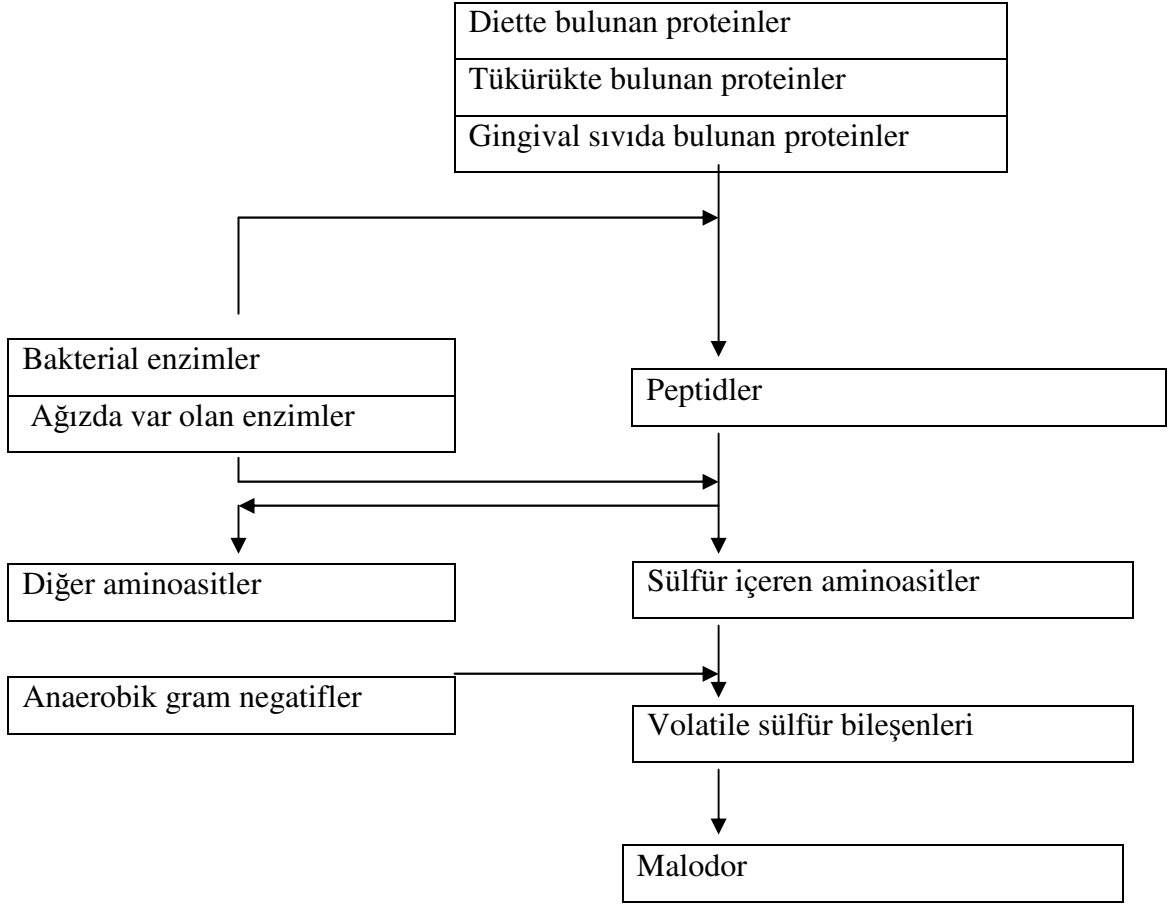 Diette bulunan proteinler
Tükürükte bulunan proteinler
Gingival sıvıda bulunan proteinler
Bakterial enzimler
Ağızda var olan enzimler
Peptidler
Diğer aminoasitler
Sülfür içeren aminoasitler
Anaerobik gram negatifler
Volatile sülfür bileşenleri
Malodor